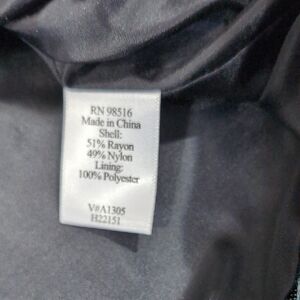 RN 98516
Made in China
Shell:
51% Rayon
49% Nylon
Lining:
100% Polyester
V#A1305
H22151